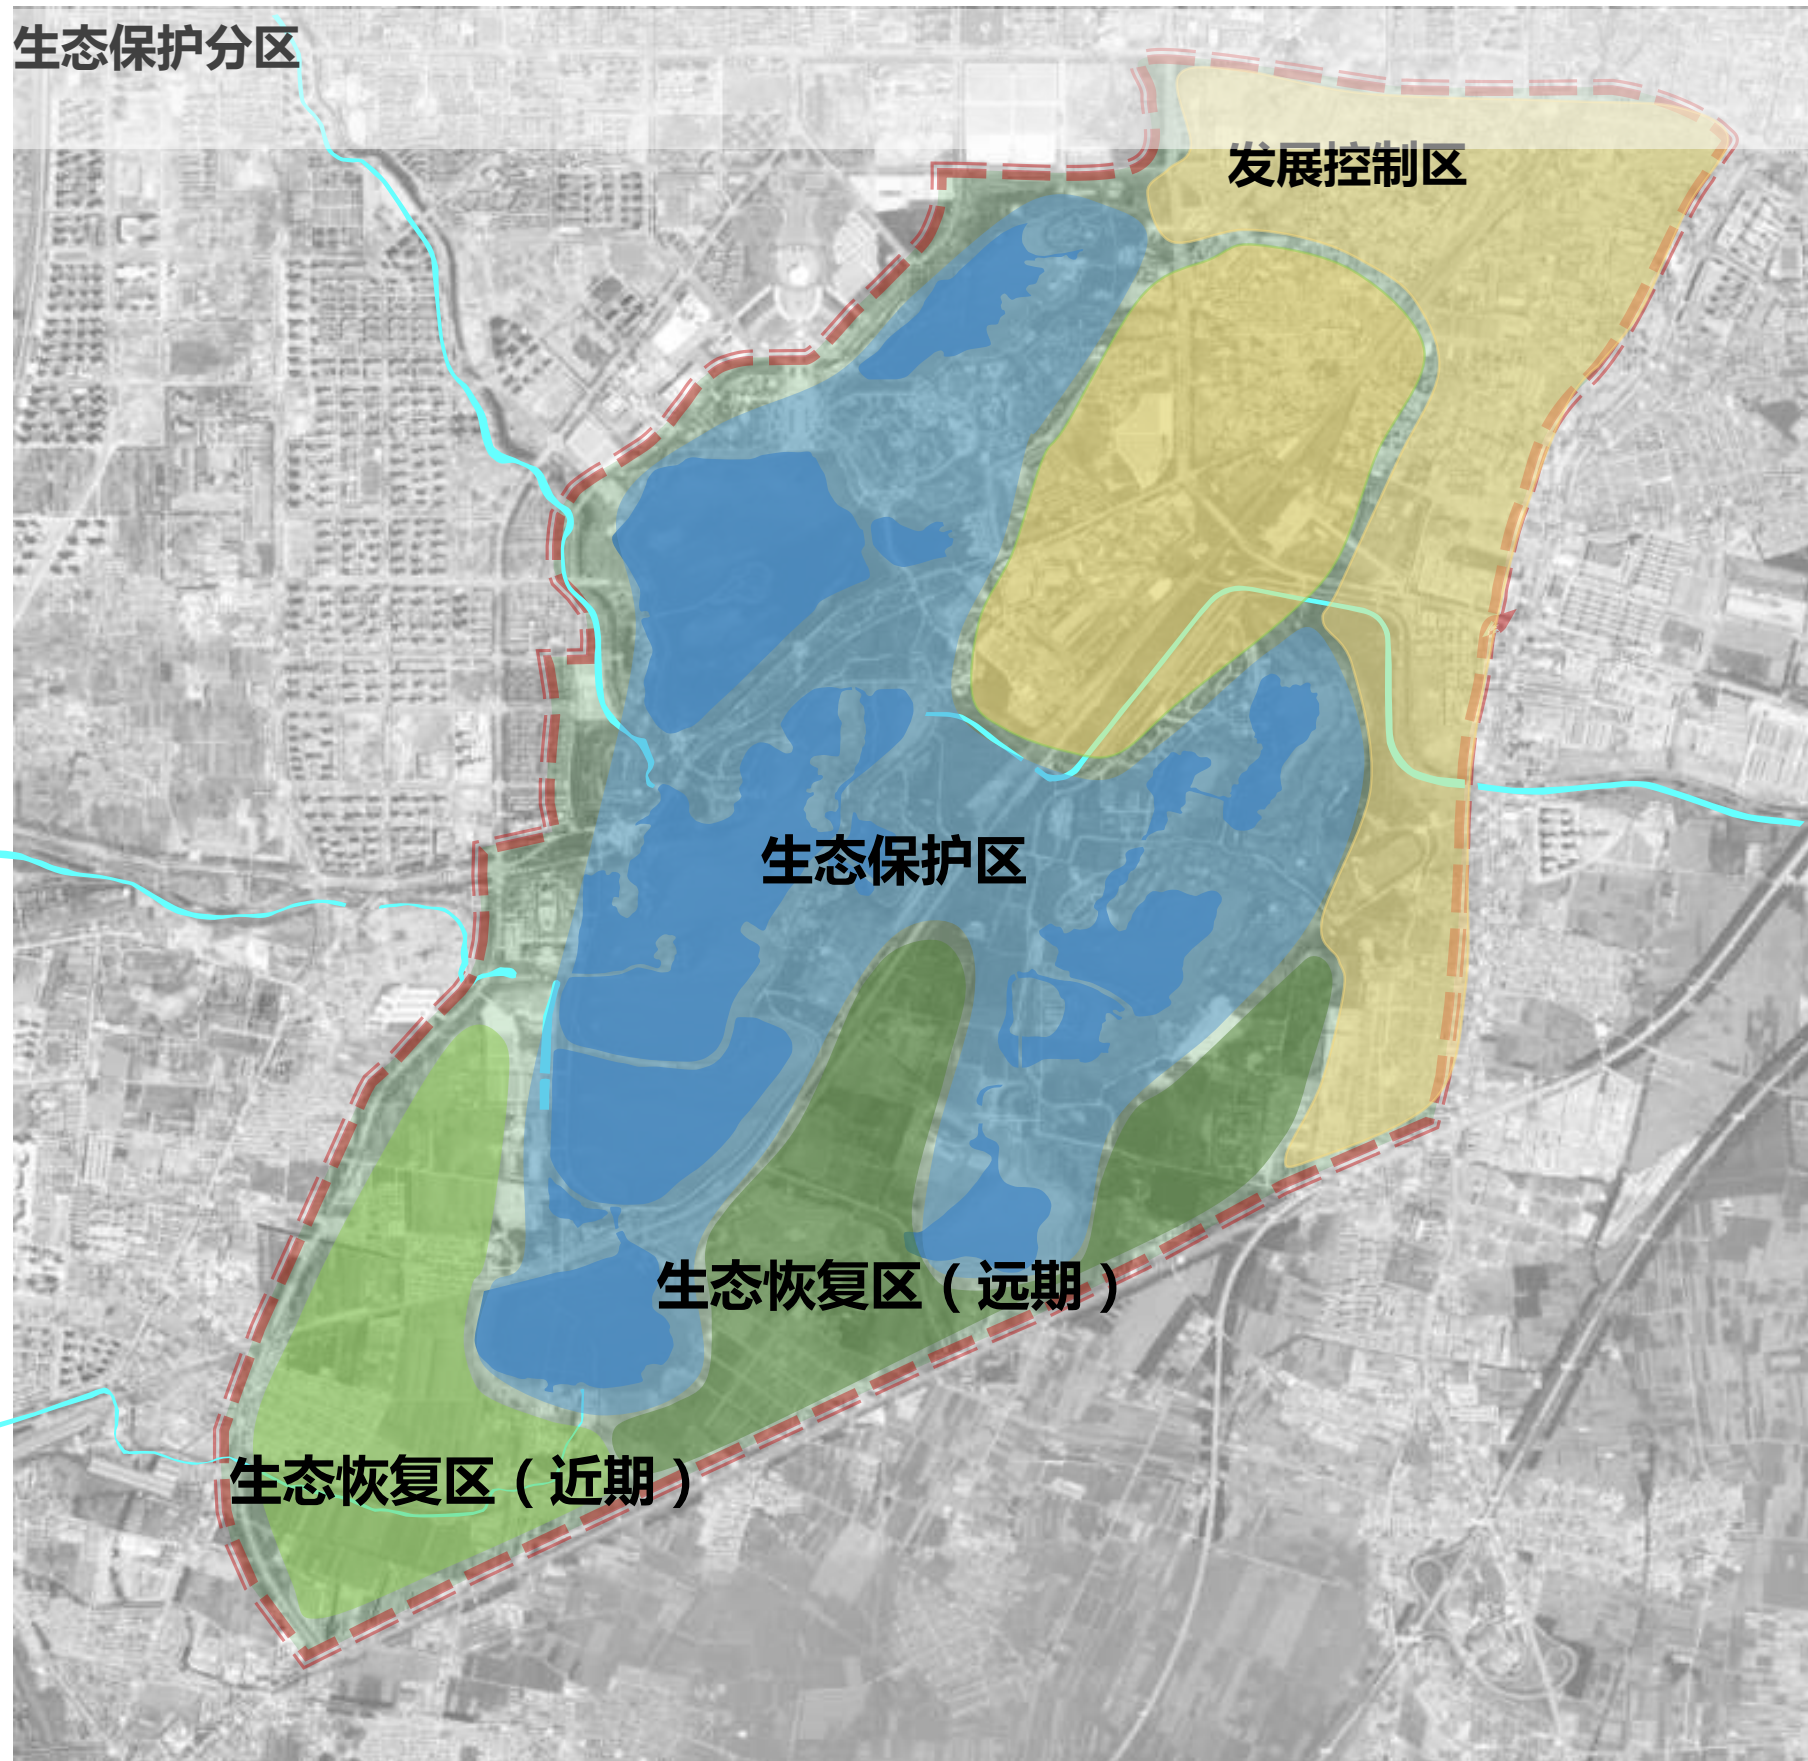 生态保护分区
发展控制区
生态保护区
生态恢复区（远期）
生态恢复区（近期）